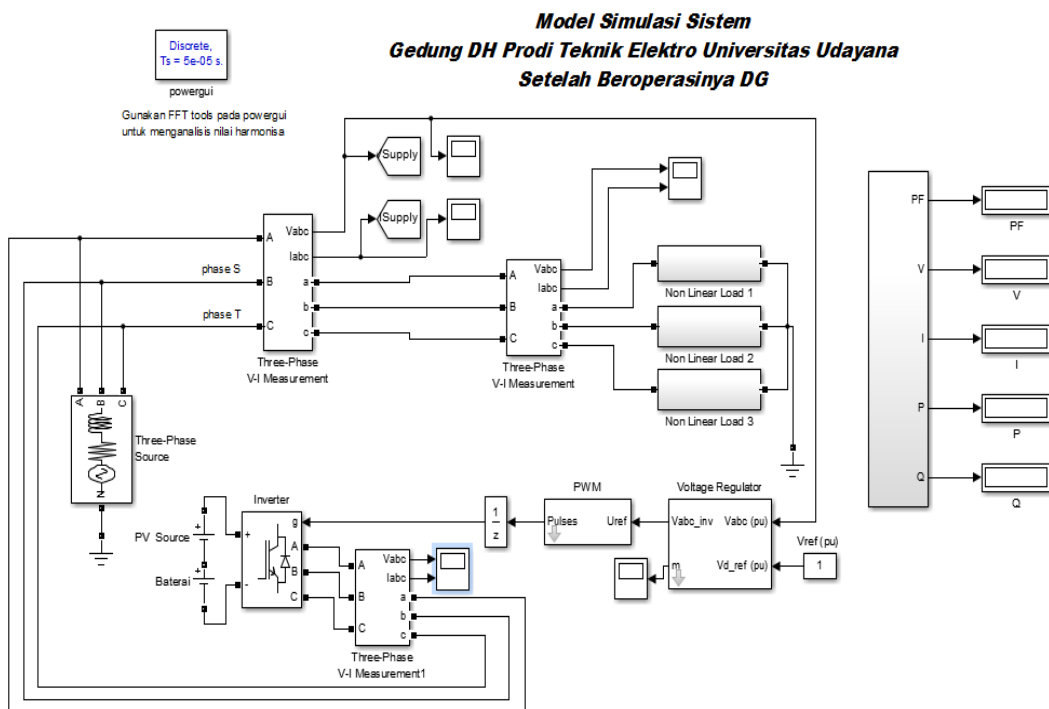 Model Simulasi Sistem
Gedung DH Prodi Teknik Elektro Universitas Udayana
Setelah Beroperasinya DG
Discrete,
Ts = 5e-05 s.
powergui
Gunakan FFT tools pada powergui
untuk menganalisis nilai harmonisa
Supply
Supply
Vabc
Iabc
A
B
C
a
b
c
phase S
phase T
Three-Phase
V-I Measurement
A
B
C
Vabc
Iabc
a
b
c
Three-Phase
V-I Measurement
Non Linear Load 1
Non Linear Load 2
Non Linear Load 3
PF
V
I
P
Q
PF
V
I
P
Q
A
B
C
N
Three-Phase
Source
Inverter
g
A
B
C
+
-
PV Source
+
Baterai
+
A
B
C
Vabc
Iabc
a
b
c
Three-Phase
V-I Measurement1
1
z
PWM
Pulses
Uref
Voltage Regulator
Vabc_inv
Vabc (pu)
m
Vd_ref (pu)
Vref (pu)
1